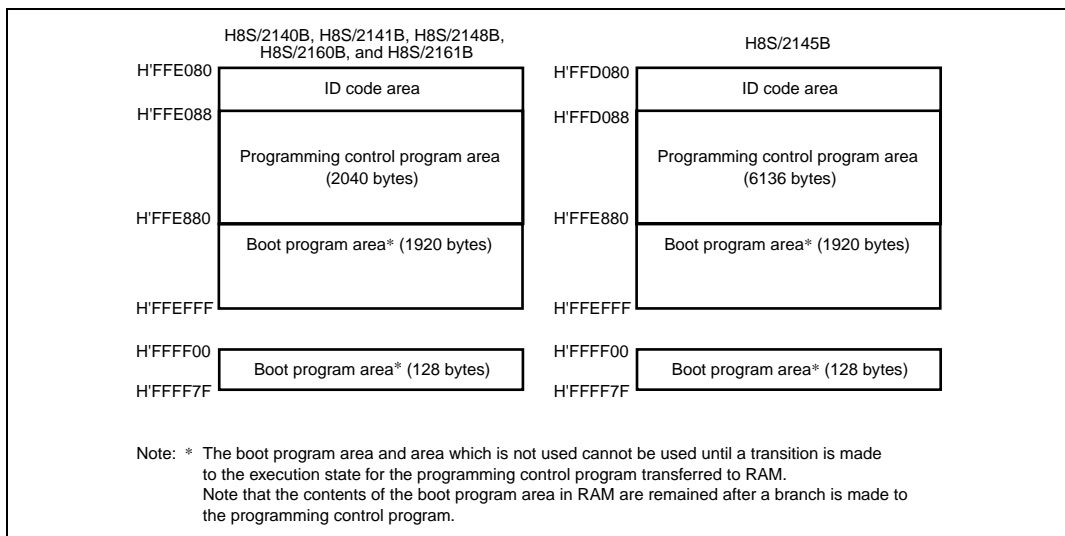 H8S/2140B, H8S/2141B, H8S/2148B,
H8S/2160B, and H8S/2161B
H'FFE080
ID code area
H'FFE088
Programming control program area
(2040 bytes)
H'FFE880
Boot program area* (1920 bytes)
H'FFEFFF
H'FFFF00
Boot program area* (128 bytes)
H'FFFF7F
H8S/2145B
H'FFD080
ID code area
H'FFD088
Programming control program area
(6136 bytes)
H'FFE880
Boot program area* (1920 bytes)
H'FFEFFF
H'FFFF00
Boot program area* (128 bytes)
H'FFFF7F
Note: * The boot program area and area which is not used cannot be used until a transition is made
to the execution state for the programming control program transferred to RAM.
Note that the contents of the boot program area in RAM are remained after a branch is made to
the programming control program.